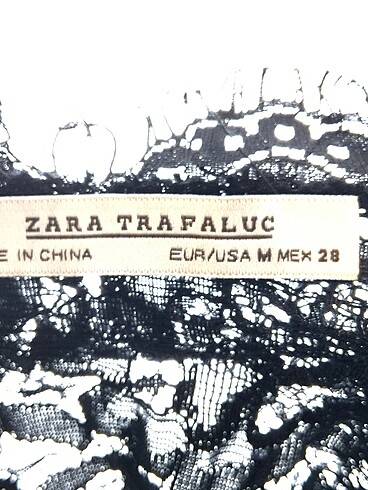 ZARA TRAFALUC
E IN CHINA EUR/USA M MEX 28